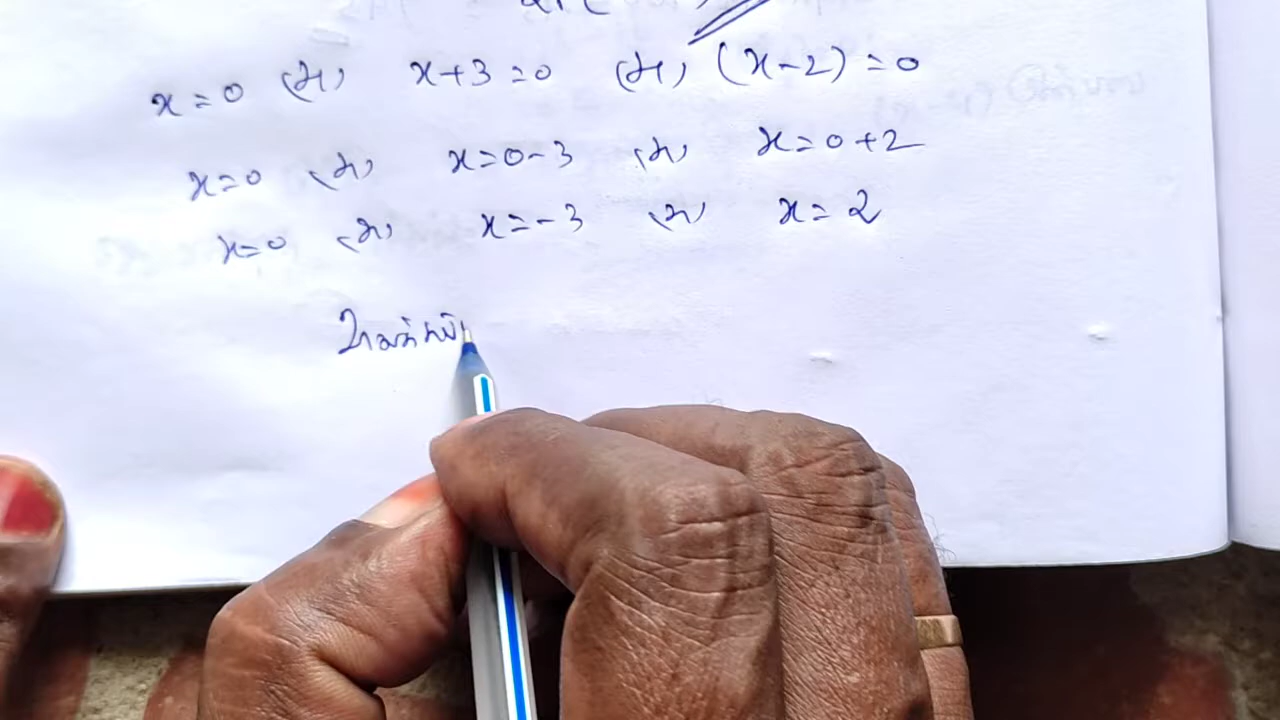 x = 0 (அ) x+3 = 0 (அ) (x-2) = 0
x = 0 (அ) x = 0-3 (அ) x = 0+2
x = 0 (அ) x = -3 (அ) x = 2